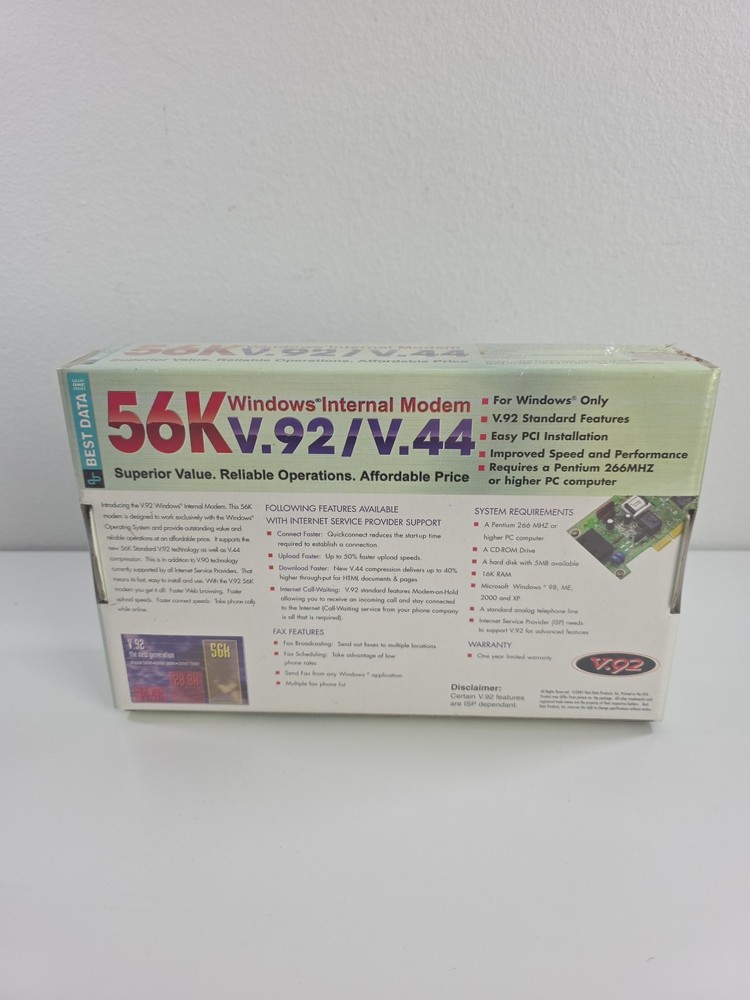 56K V.92/V.44
BEST DATA
56K Windows® Internal Modem
V.92/V.44
Superior Value. Reliable Operations. Affordable Price
For Windows® Only
V.92 Standard Features
Easy PCI Installation
Improved Speed and Performance
Requires a Pentium 266MHZ
or higher PC computer
Introducing the V.92 Windows® Internal Modem. This 56K
modem is designed to work exclusively with the Windows®
Operating System and provide outstanding value and
reliable operations at an affordable price. It supports the
new 56K Standard V.92 technology as well as V.44
compression. This is in addition to V.90 technology
currently supported by all Internet Service Providers. That
means its fast, easy to install and use. With the V.92 56K
modem you get it all: Faster Web browsing. Faster
upload speeds. Faster connect speeds. Take phone calls
while online.
V.92
the next generation
56k
FOLLOWING FEATURES AVAILABLE
WITH INTERNET SERVICE PROVIDER SUPPORT
Connect Faster: Quickconnect reduces the start-up time
required to establish a connection.
Upload Faster: Up to 50% faster upload speeds.
Download Faster: New V.44 compression delivers up to 40%
higher through-put for HTML documents & pages
Internet Call-Waiting: V.92 standard features Modem-on-Hold
allowing you to receive an incoming call and stay connected
to the Internet (Call-Waiting service from your phone company
is all that is required).
FAX FEATURES
Fax Broadcasting: Send out faxes to multiple locations.
Fax Scheduling: Take advantage of low
phone rates
Send Fax from any Windows® application
Multiple fax phone list
SYSTEM REQUIREMENTS
A Pentium 266 MHZ or
higher PC computer
A CD-ROM Drive
A hard disk with 5MB available
16K RAM
Microsoft Windows® 98, ME,
2000 and XP
A standard analog telephone line
Internet Service Provider (ISP) needs
to support V.92 for advanced features
WARRANTY
One year limited warranty
V.92
Disclaimer:
Certain V.92 features
are ISP dependant.